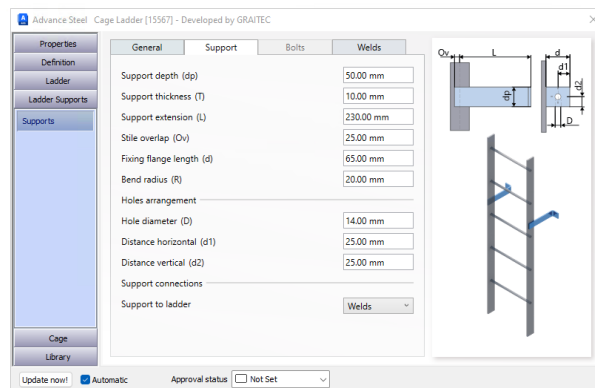 Advance Steel   Cage Ladder [15567] - Developed by GRAITEC
Properties
Definition
Ladder
Ladder Supports
Supports
Cage
Library
General Support Bolts Welds
Support depth (dp) 50.00 mm
Support thickness (T) 10.00 mm
Support extension (L) 230.00 mm
Stile overlap (Ov) 25.00 mm
Fixing flange length (d) 65.00 mm
Bend radius (R) 20.00 mm
Holes arrangement
Hole diameter (D) 14.00 mm
Distance horizontal (d1) 25.00 mm
Distance vertical (d2) 25.00 mm
Support connections
Support to ladder Welds
Ov L d
d1
dp d2
D
Update now! Automatic Approval status Not Set